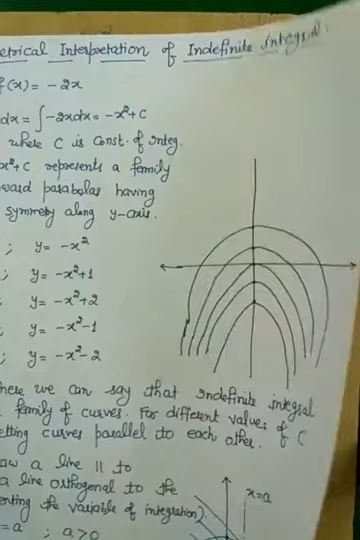 etrical Interpretation of Indefinite Integral.
f(x) = -2x
dx = ∫-2xdx = -x²+C
where C is Const. of Integ.
x²+C represents a family
ward parabolas having
symmetry along y-axis.
; y = -x²
; y = -x²+1
; y = -x²+2
; y = -x²-1
; y = -x²-2
here we can say that Indefinite integral
family of curves. For different values of C
etting curves parallel to each other.
aw a line || to
a line orthogonal to the
enting the variable of integration)
x=a
=a ; a>0